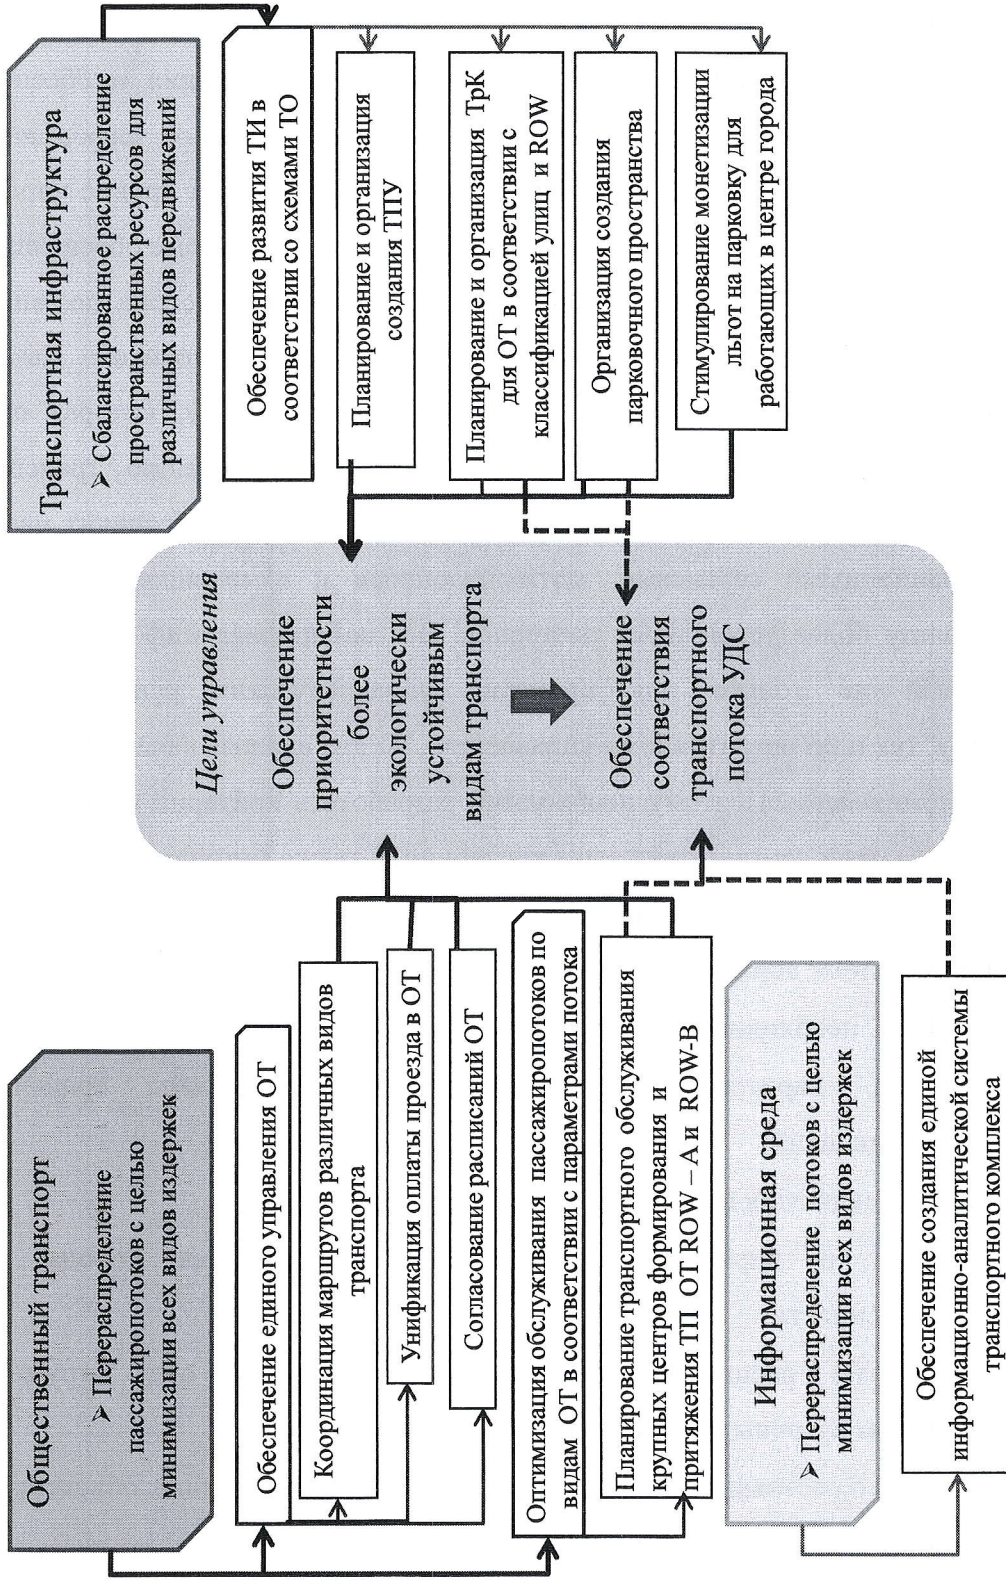 Общественный транспорт
➢ Перераспределение
пассажиропотоков с целью
минимизации всех видов издержек
Обеспечение единого управления ОТ
Координация маршрутов различных видов
транспорта
Унификация оплаты проезда в ОТ
Согласование расписаний ОТ
Оптимизация обслуживания пассажиропотоков по
видам ОТ в соответствии с параметрами потока
Планирование транспортного обслуживания
крупных центров формирования и
притяжения ТП ОТ ROW – А и ROW-В
Информационная среда
➢ Перераспределение потоков с целью
минимизации всех видов издержек
Обеспечение создания единой
информационно-аналитической системы
транспортного комплекса
Цели управления
Обеспечение
приоритетности
более
экологически
устойчивым
видам транспорта
Обеспечение
соответствия
транспортного
потока УДС
Транспортная инфраструктура
➢ Сбалансированное распределение
пространственных ресурсов для
различных видов передвижений
Обеспечение развития ТИ в
соответствии со схемами ТО
Планирование и организация
создания ТПУ
Планирование и организация ТрК
для ОТ в соответствии с
классификацией улиц и ROW
Организация создания
парковочного пространства
Стимулирование монетизации
льгот на парковку для
работающих в центре города